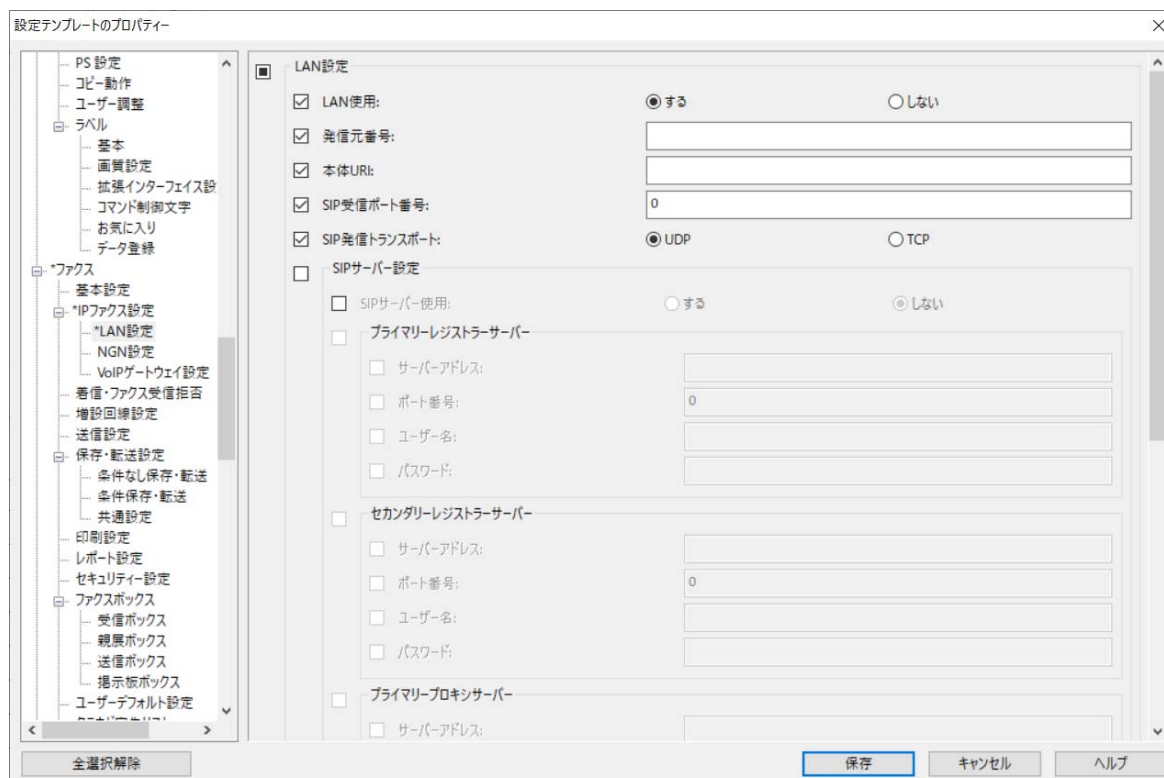 設定テンプレートのプロパティー
PS 設定
コピー動作
ユーザー調整
ラベル
基本
画質設定
拡張インターフェイス設
コマンド制御文字
お気に入り
データ登録
*ファクス
基本設定
*IPファクス設定
*LAN設定
NGN設定
VoIPゲートウェイ設定
着信・ファクス受信拒否
増設回線設定
送信設定
保存・転送設定
条件なし保存・転送
条件保存・転送
共通設定
印刷設定
レポート設定
セキュリティー設定
ファクスボックス
受信ボックス
親展ボックス
送信ボックス
掲示板ボックス
ユーザーデフォルト設定
LAN設定
LAN使用: する しない
発信元番号:
本体URI:
SIP受信ポート番号: 0
SIP発信トランスポート: UDP TCP
SIPサーバー設定
SIPサーバー使用: する しない
プライマリーレジストラーサーバー
サーバーアドレス:
ポート番号: 0
ユーザー名:
パスワード:
セカンダリーレジストラーサーバー
サーバーアドレス:
ポート番号: 0
ユーザー名:
パスワード:
プライマリープロキシサーバー
サーバーアドレス:
全選択解除 保存 キャンセル ヘルプ